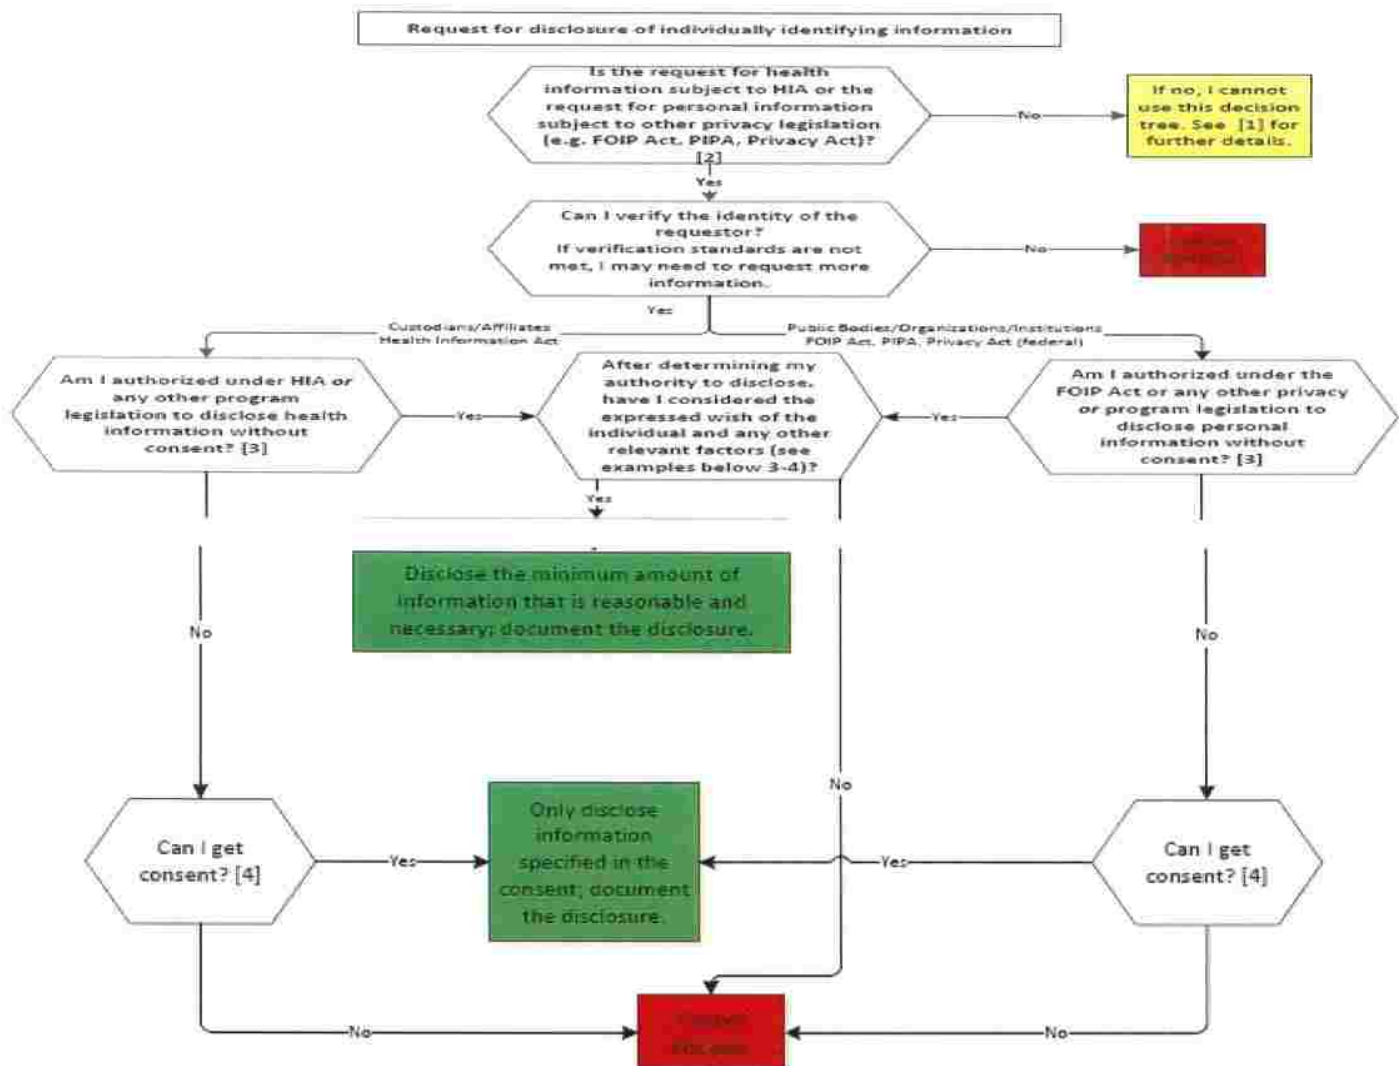 Request for disclosure of individually identifying information
Is the request for health
information subject to HIA or the
request for personal information
subject to other privacy legislation
(e.g. FOIP Act, PIPA, Privacy Act)?
[2]
No
If no, I cannot
use this decision
tree. See [1] for
further details.
Yes
Can I verify the identity of the
requestor?
If verification standards are not
met, I may need to request more
information.
No
Yes
Custodians/Affiliates
Health Information Act
Public Bodies/Organizations/Institutions
FOIP Act, PIPA, Privacy Act (federal)
Am I authorized under HIA or
any other program
legislation to disclose health
information without
consent? [3]
Yes
After determining my
authority to disclose,
have I considered the
expressed wish of the
individual and any other
relevant factors (see
examples below 3-4)?
Yes
Am I authorized under the
FOIP Act or any other privacy
or program legislation to
disclose personal
information without
consent? [3]
Yes
Disclose the minimum amount of
information that is reasonable and
necessary; document the disclosure.
No
No
No
Can I get
consent? [4]
Yes
Only disclose
information
specified in the
consent; document
the disclosure.
Yes
Can I get
consent? [4]
No
No